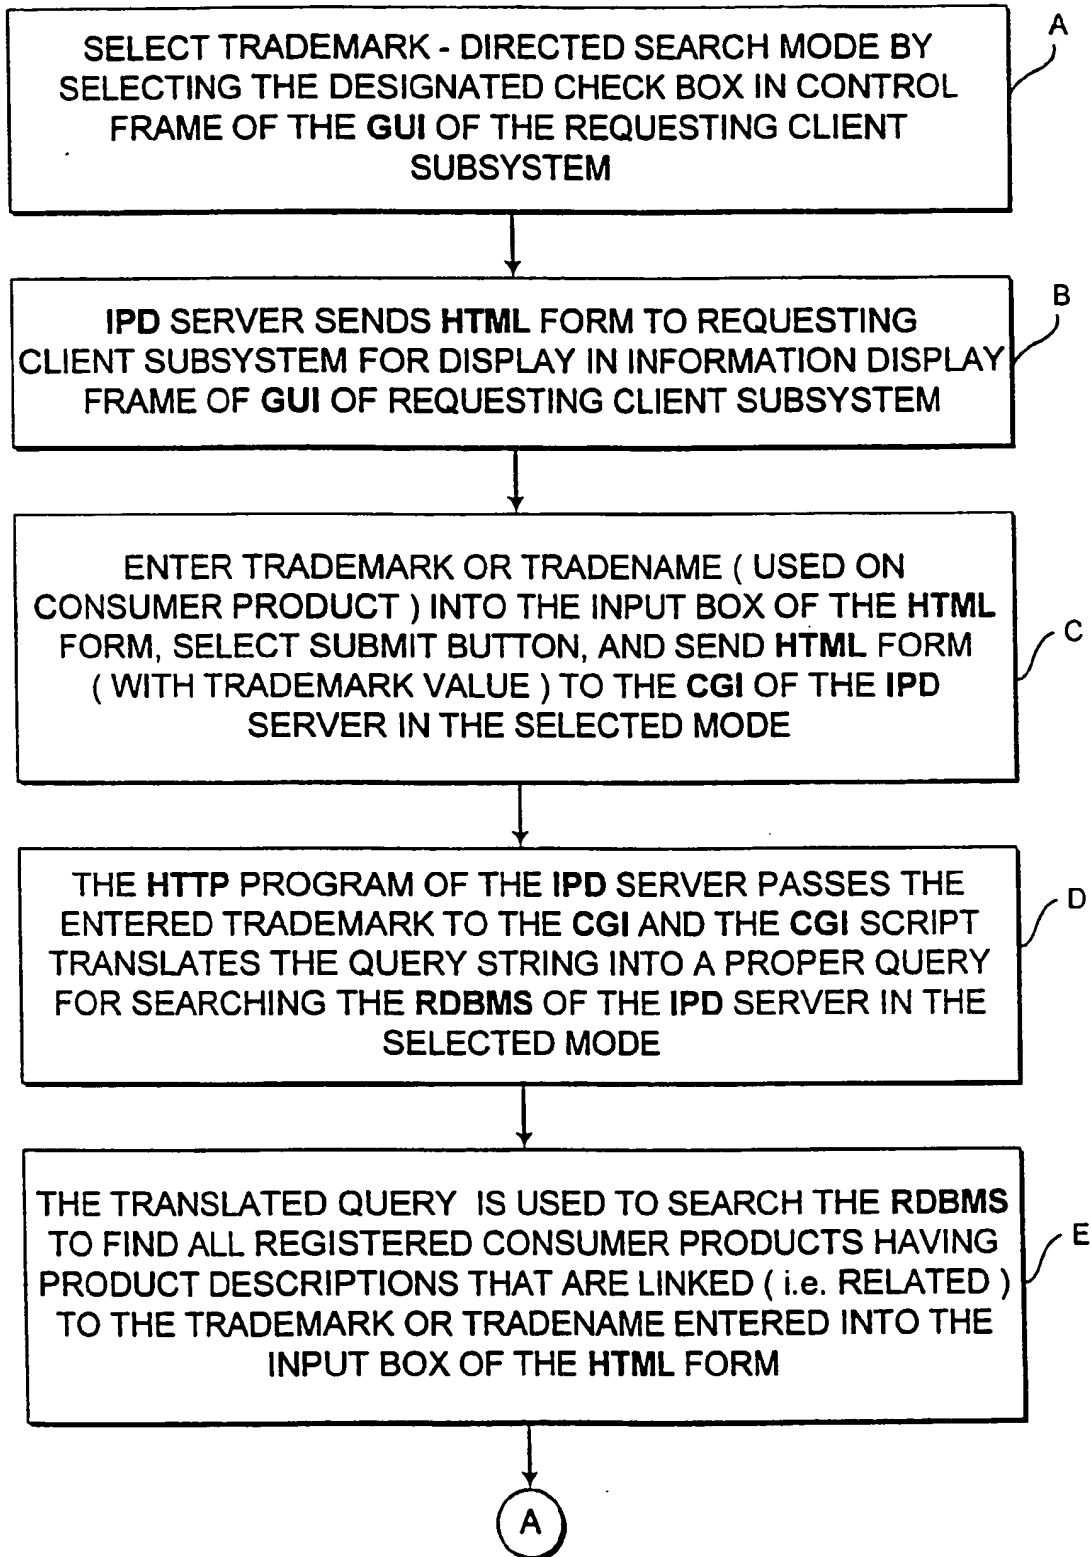 SELECT TRADEMARK - DIRECTED SEARCH MODE BY
SELECTING THE DESIGNATED CHECK BOX IN CONTROL
FRAME OF THE GUI OF THE REQUESTING CLIENT
SUBSYSTEM
A
IPD SERVER SENDS HTML FORM TO REQUESTING
CLIENT SUBSYSTEM FOR DISPLAY IN INFORMATION DISPLAY
FRAME OF GUI OF REQUESTING CLIENT SUBSYSTEM
B
ENTER TRADEMARK OR TRADENAME ( USED ON
CONSUMER PRODUCT ) INTO THE INPUT BOX OF THE HTML
FORM, SELECT SUBMIT BUTTON, AND SEND HTML FORM
( WITH TRADEMARK VALUE ) TO THE CGI OF THE IPD
SERVER IN THE SELECTED MODE
C
THE HTTP PROGRAM OF THE IPD SERVER PASSES THE
ENTERED TRADEMARK TO THE CGI AND THE CGI SCRIPT
TRANSLATES THE QUERY STRING INTO A PROPER QUERY
FOR SEARCHING THE RDBMS OF THE IPD SERVER IN THE
SELECTED MODE
D
THE TRANSLATED QUERY IS USED TO SEARCH THE RDBMS
TO FIND ALL REGISTERED CONSUMER PRODUCTS HAVING
PRODUCT DESCRIPTIONS THAT ARE LINKED ( i.e. RELATED )
TO THE TRADEMARK OR TRADENAME ENTERED INTO THE
INPUT BOX OF THE HTML FORM
E
A